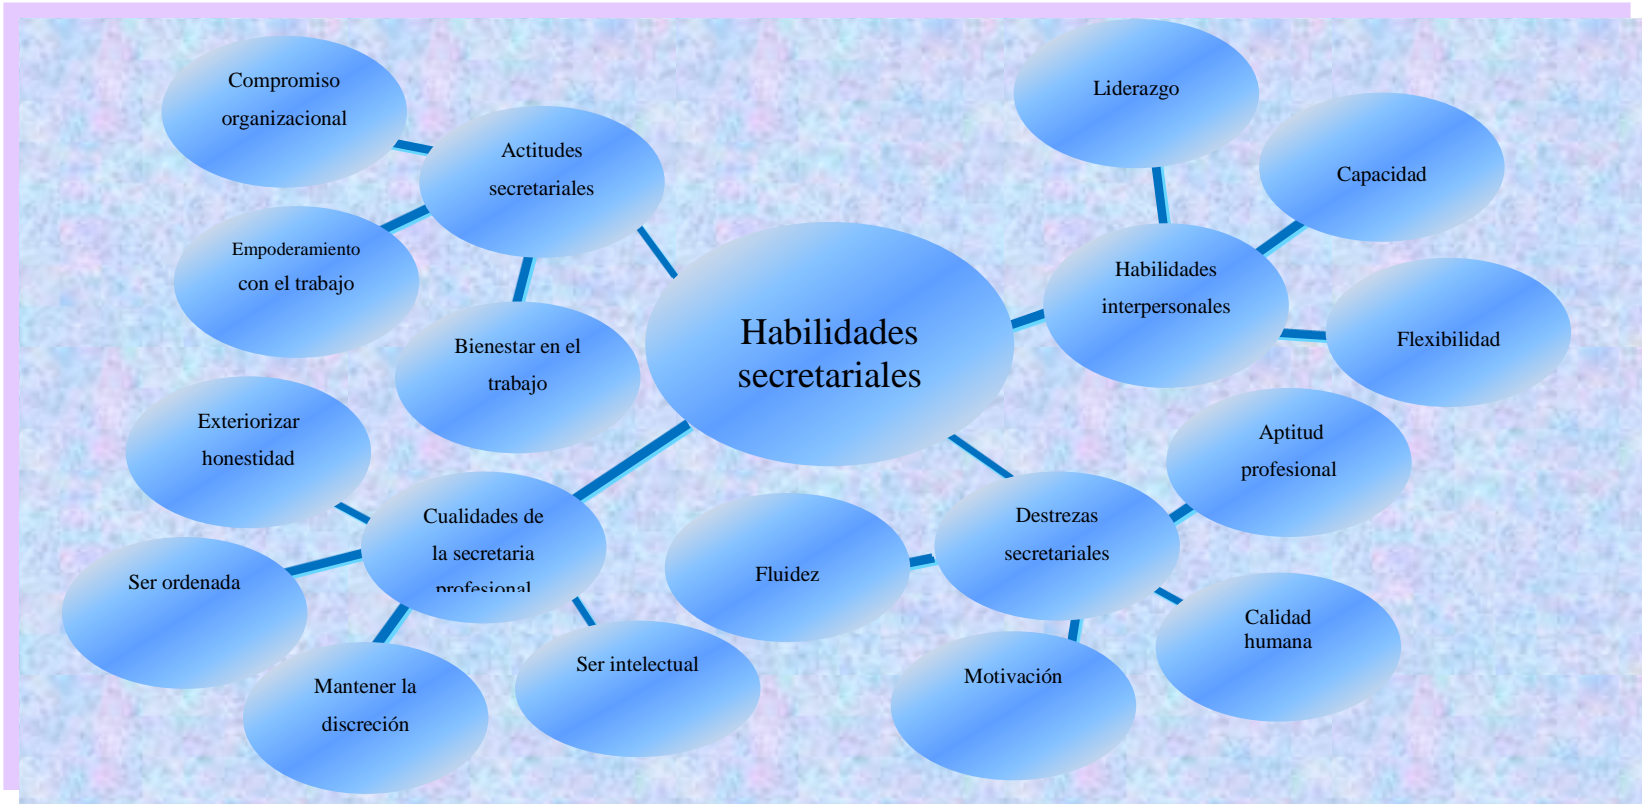 Compromiso
organizacional
Actitudes
secretariales
Empoderamiento
con el trabajo
Bienestar en el
trabajo
Habilidades
secretariales
Liderazgo
Capacidad
Habilidades
interpersonales
Flexibilidad
Exteriorizar
honestidad
Cualidades de
la secretaria
profesional
Ser ordenada
Mantener la
discreción
Ser intelectual
Destrezas
secretariales
Aptitud
profesional
Fluidez
Calidad
humana
Motivación